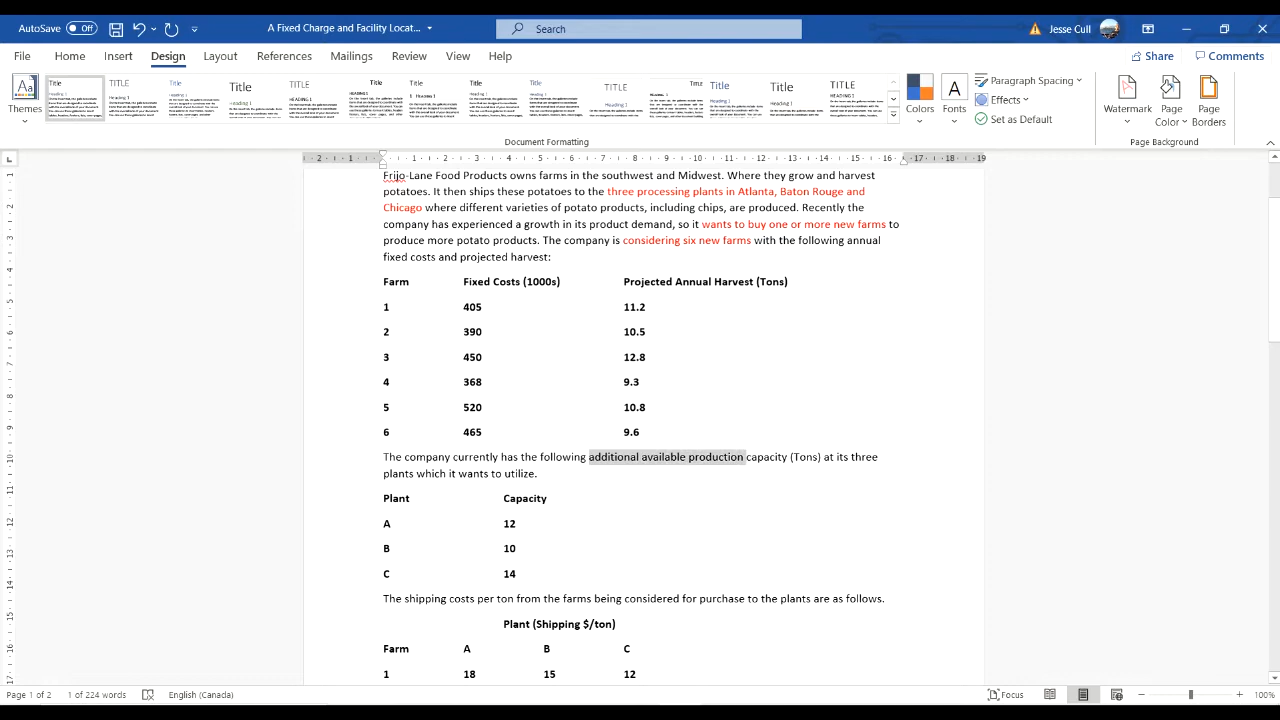 AutoSave Off A Fixed Charge and Facility Locat... Search Jesse Cull
File Home Insert Design Layout References Mailings Review View Help Share Comments
Themes Colors Fonts Paragraph Spacing Effects Set as Default Watermark Page Color Page Borders
Document Formatting Page Background
Frijo-Lane Food Products owns farms in the southwest and Midwest. Where they grow and harvest
potatoes. It then ships these potatoes to the three processing plants in Atlanta, Baton Rouge and
Chicago where different varieties of potato products, including chips, are produced. Recently the
company has experienced a growth in its product demand, so it wants to buy one or more new farms to
produce more potato products. The company is considering six new farms with the following annual
fixed costs and projected harvest:
Farm Fixed Costs (1000s) Projected Annual Harvest (Tons)
1 405 11.2
2 390 10.5
3 450 12.8
4 368 9.3
5 520 10.8
6 465 9.6
The company currently has the following additional available production capacity (Tons) at its three
plants which it wants to utilize.
Plant Capacity
A 12
B 10
C 14
The shipping costs per ton from the farms being considered for purchase to the plants are as follows.
Plant (Shipping $/ton)
Farm A B C
1 18 15 12
Page 1 of 2 1 of 224 words English (Canada) Focus 100%